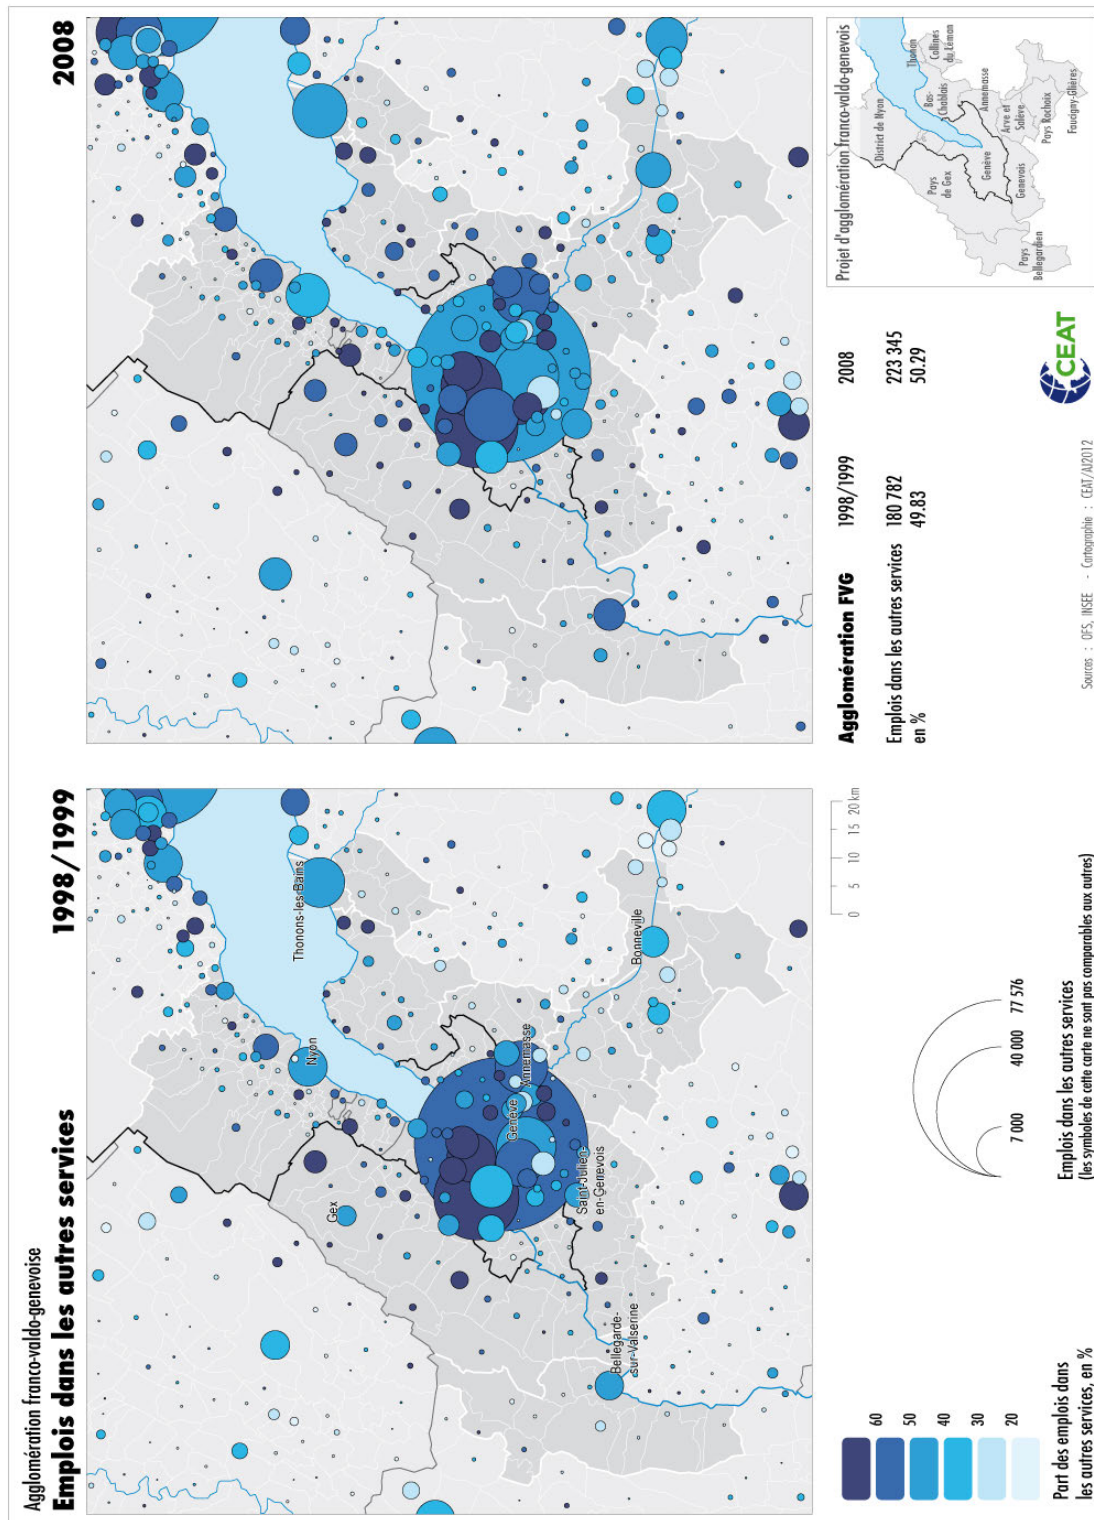 Agglomération franco-valdo-genevoise
Emplois dans les autres services
1998/1999
2008
Nyon
Thonons-les-Bains
Gex
Genève
Annemasse
Saint-Julien-
en-Genevois
Bonneville
Bellegarde-
sur-Valserine
0 5 10 15 20 km
60
50
40
30
20
Part des emplois dans
les autres services, en %
7 000
40 000
77 576
Emplois dans les autres services
(les symboles de cette carte ne sont pas comparables aux autres)
Agglomération FVG 1998/1999 2008
Emplois dans les autres services 180 782 223 345
en % 49.83 50.29
Projet d'agglomération franco-valdo-genevois
District de Nyon
Thonon
Collines
du Léman
Bas-
Chablais
Pays
de Gex
Genève
Annemasse
Arve et
Salève
Genevois
Pays Rochoix
Faucigny-Glières
Pays
Bellegardien
CEAT
Sources : OFS, INSEE - Cartographie : CEAT/AI/2012